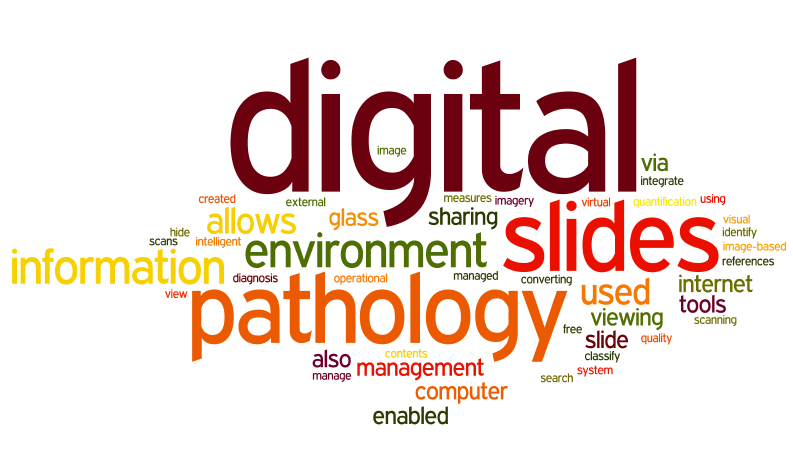 digital
image
via
integrate
created
external
measures
imagery
virtual
quantification
using
allows
glass
sharing
slides
visual
hide
identify
scans
intelligent
environment
image-based
information
references
diagnosis
operational
managed
converting
view
pathology
used
internet
tools
viewing
scanning
free
slide
quality
also
contents
classify
manage
management
system
search
computer
enabled